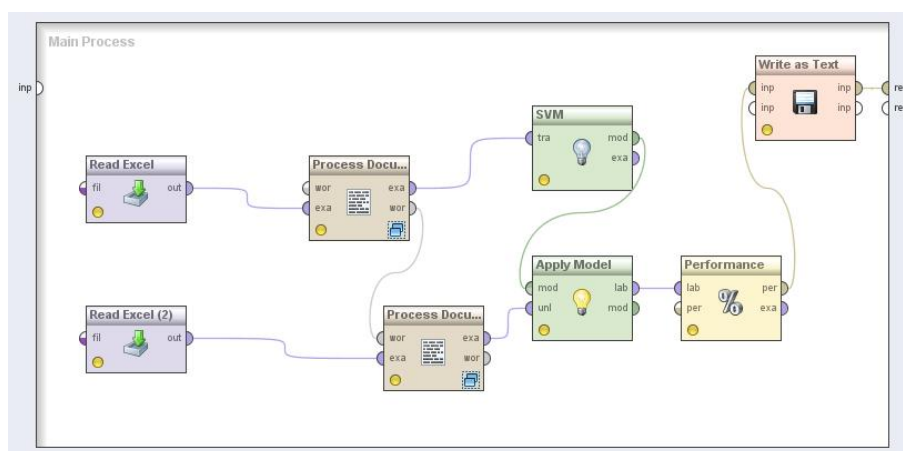 Main Process
Write as Text
inp
inp
re
inp
inp
inp
re
SVM
tra
mod
exa
Read Excel
fil
out
Process Docu...
wor
exa
exa
wor
Apply Model
mod
lab
unl
mod
Performance
lab
per
per
exa
%
Read Excel (2)
fil
out
Process Docu...
wor
exa
exa
wor